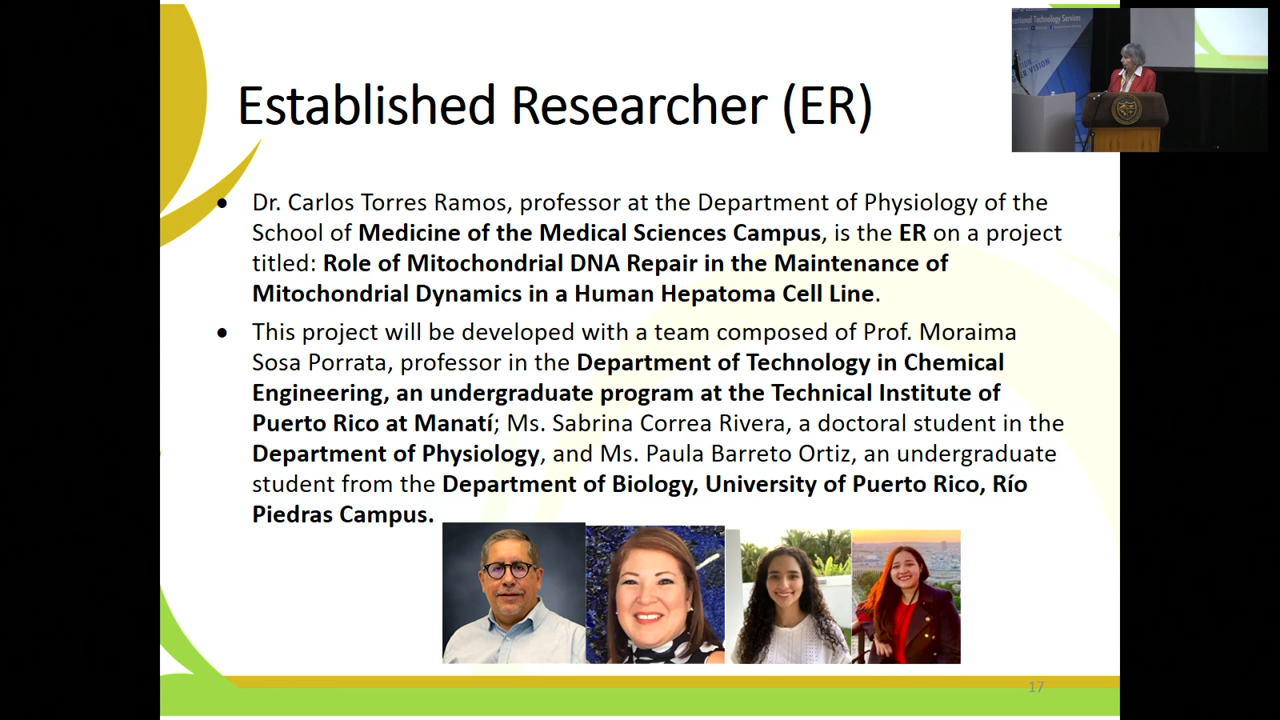 Established Researcher (ER)
• Dr. Carlos Torres Ramos, professor at the Department of Physiology of the
School of Medicine of the Medical Sciences Campus, is the ER on a project
titled: Role of Mitochondrial DNA Repair in the Maintenance of
Mitochondrial Dynamics in a Human Hepatoma Cell Line.
• This project will be developed with a team composed of Prof. Moraima
Sosa Porrata, professor in the Department of Technology in Chemical
Engineering, an undergraduate program at the Technical Institute of
Puerto Rico at Manatí; Ms. Sabrina Correa Rivera, a doctoral student in the
Department of Physiology, and Ms. Paula Barreto Ortiz, an undergraduate
student from the Department of Biology, University of Puerto Rico, Río
Piedras Campus.
17
Technology Services
VISION